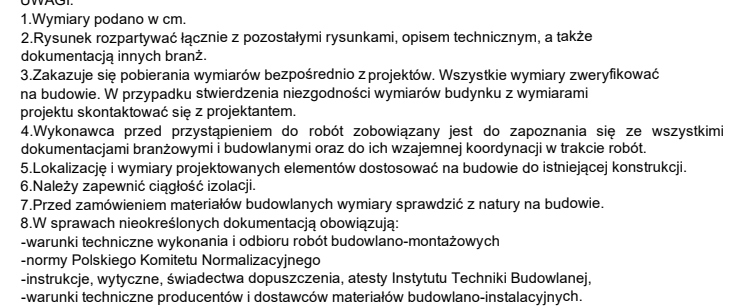 UWAGI:
1.Wymiary podano w cm.
2.Rysunek rozpartywać łącznie z pozostałymi rysunkami, opisem technicznym, a także
dokumentacją innych branż.
3.Zakazuje się pobierania wymiarów bezpośrednio z projektów. Wszystkie wymiary zweryfikować
na budowie. W przypadku stwierdzenia niezgodności wymiarów budynku z wymiarami
projektu skontaktować się z projektantem.
4.Wykonawca przed przystąpieniem do robót zobowiązany jest do zapoznania się ze wszystkimi
dokumentacjami branżowymi i budowlanymi oraz do ich wzajemnej koordynacji w trakcie robót.
5.Lokalizację i wymiary projektowanych elementów dostosować na budowie do istniejącej konstrukcji.
6.Należy zapewnić ciągłość izolacji.
7.Przed zamówieniem materiałów budowlanych wymiary sprawdzić z natury na budowie.
8.W sprawach nieokreślonych dokumentacją obowiązują:
-warunki techniczne wykonania i odbioru robót budowlano-montażowych
-normy Polskiego Komitetu Normalizacyjnego
-instrukcje, wytyczne, świadectwa dopuszczenia, atesty Instytutu Techniki Budowlanej,
-warunki techniczne producentów i dostawców materiałów budowlano-instalacyjnych.